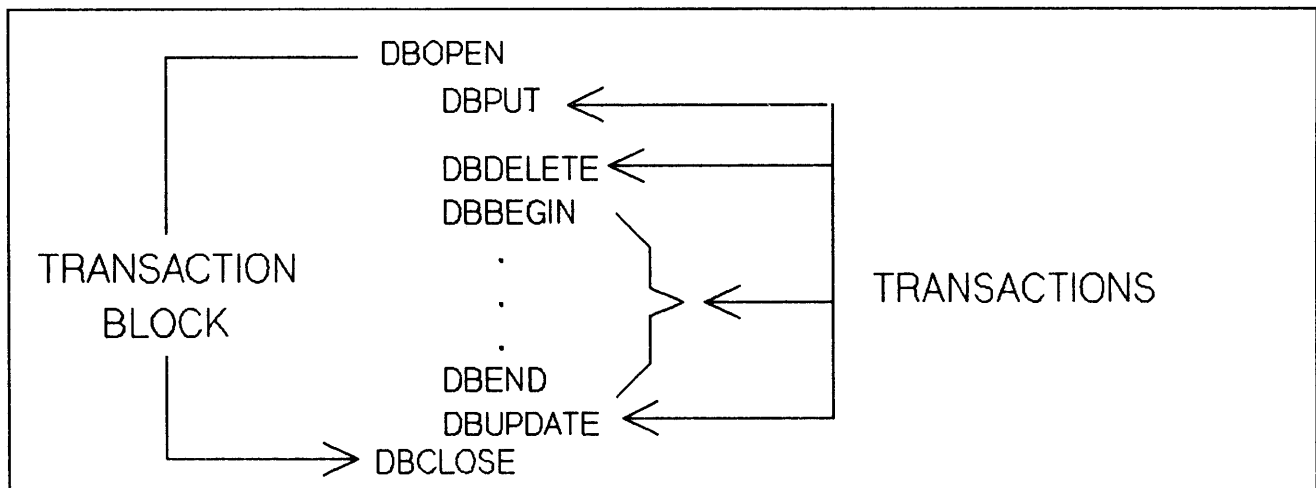 DBOPEN
DBPUT
DBDELETE
DBBEGIN
TRANSACTION
BLOCK
.
.
.
TRANSACTIONS
DBEND
DBUPDATE
DBCLOSE